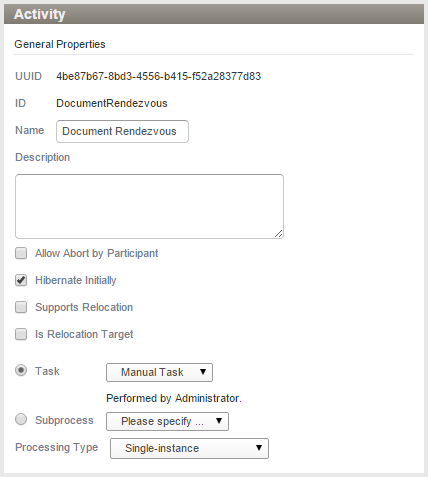 Activity
General Properties
UUID 4be87b67-8bd3-4556-b415-f52a28377d83
ID DocumentRendezvous
Name Document Rendezvous
Description
Allow Abort by Participant
Hibernate Initially
Supports Relocation
Is Relocation Target
Task Manual Task
Performed by Administrator.
Subprocess Please specify ...
Processing Type Single-instance